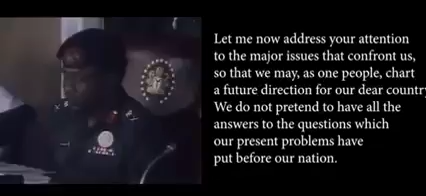 Let me now address your attention
to the major issues that confront us,
so that we may, as one people, chart
a future direction for our dear countr
We do not pretend to have all the
answers to the questions which
our present problems have
put before our nation.